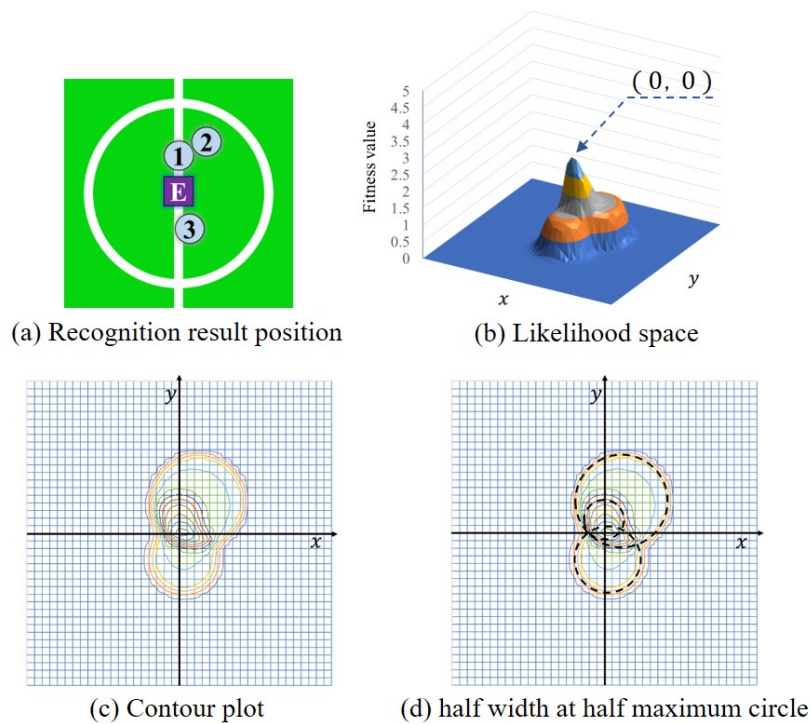 1
2
E
3
(a) Recognition result position
(0, 0)
Fitness value
5
4.5
4
3.5
3
2.5
2
1.5
1
0.5
0
x
y
(b) Likelihood space
y
x
(c) Contour plot
y
x
(d) half width at half maximum circle